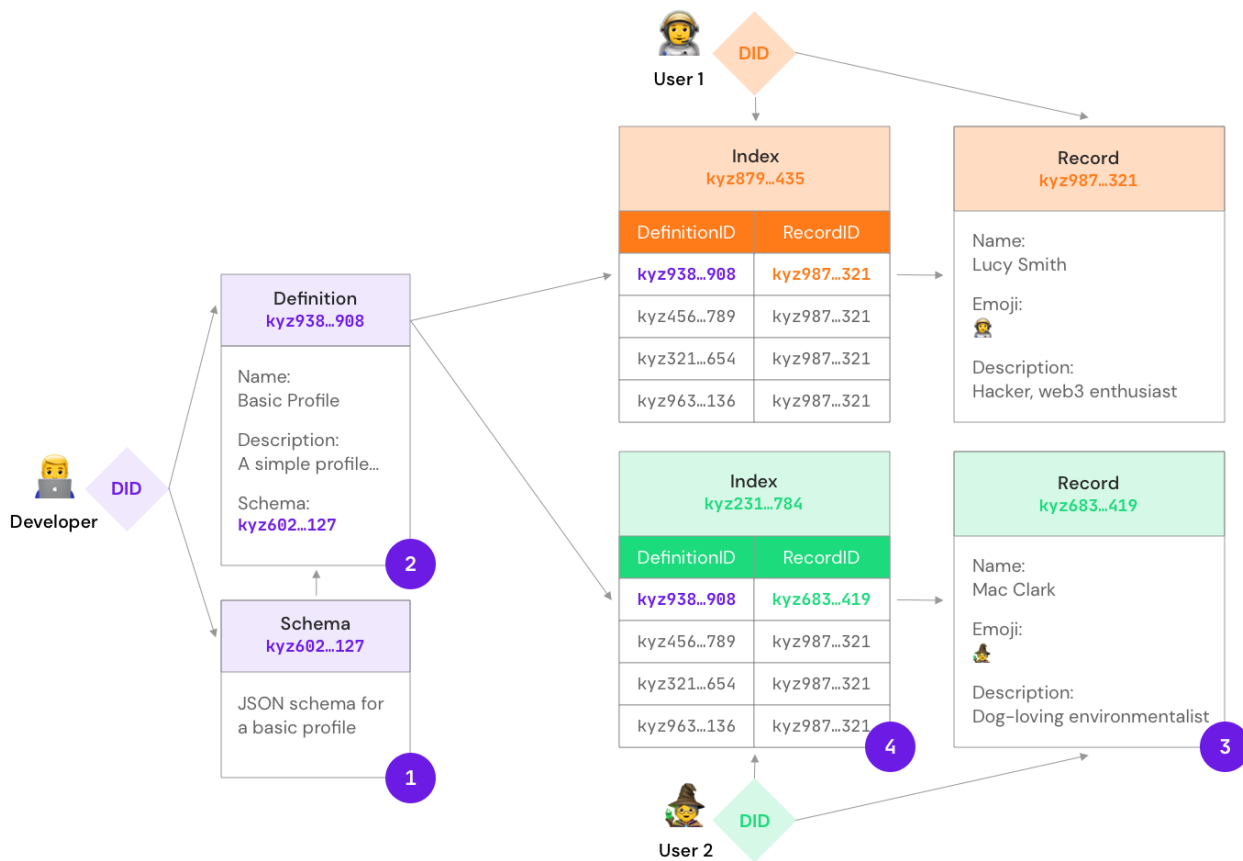 DID
User 1
Index
kyz879...435
DefinitionID RecordID
kyz938...908 kyz987...321
kyz456...789 kyz987...321
kyz321...654 kyz987...321
kyz963...136 kyz987...321
Record
kyz987...321
Name:
Lucy Smith
Emoji:
Description:
Hacker, web3 enthusiast
Definition
kyz938...908
Name:
Basic Profile
Description:
A simple profile...
Schema:
kyz602...127
2
DID
Developer
Schema
kyz602...127
JSON schema for
a basic profile
1
Index
kyz231...784
DefinitionID RecordID
kyz938...908 kyz683...419
kyz456...789 kyz987...321
kyz321...654 kyz987...321
kyz963...136 kyz987...321
4
Record
kyz683...419
Name:
Mac Clark
Emoji:
Description:
Dog-loving environmentalist
3
DID
User 2